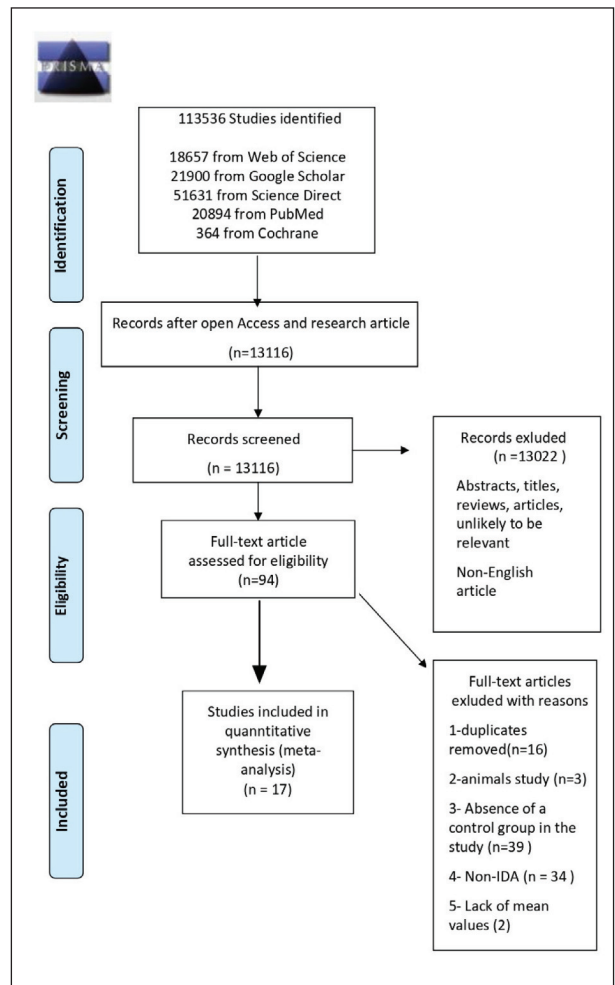 PRISMA
113536 Studies identified
18657 from Web of Science
21900 from Google Scholar
51631 from Science Direct
20894 from PubMed
364 from Cochrane
Identification
Records after open Access and research article
(n=13116)
Screening
Records screened
(n = 13116)
Records exluded
(n =13022 )
Abstracts, titles,
reviews, articles,
unlikely to be
relevant
Non-English
article
Full-text article
assessed for eligibility
(n=94)
Eligibility
Studies included in
quanntitative
synthesis (meta-
analysis)
(n = 17)
Full-text articles
exluded with reasons
1-duplicates
removed(n=16)
2-animals study (n=3)
3- Absence of a
control group in the
study (n=39 )
4- Non-IDA (n = 34 )
5- Lack of mean
values (2)
Included